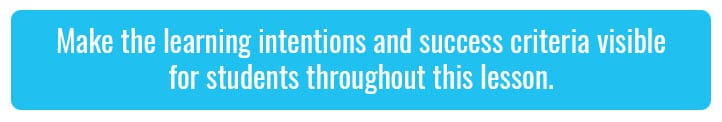 Make the learning intentions and success criteria visible
for students throughout this lesson.